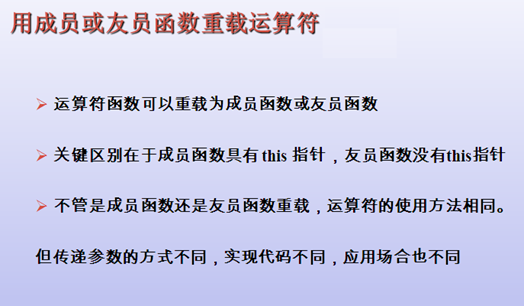 用成员或友员函数重载运算符
运算符函数可以重载为成员函数或友员函数
关键区别在于成员函数具有 this 指针，友员函数没有this指针
不管是成员函数还是友员函数重载，运算符的使用方法相同。
但传递参数的方式不同，实现代码不同，应用场合也不同